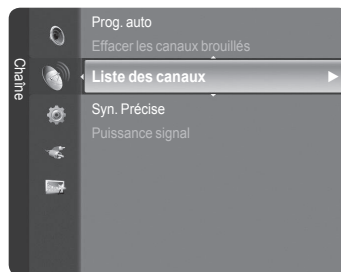 Chaîne
Prog. auto
Effacer les canaux brouillés
Liste des canaux
Syn. Précise
Puissance signal